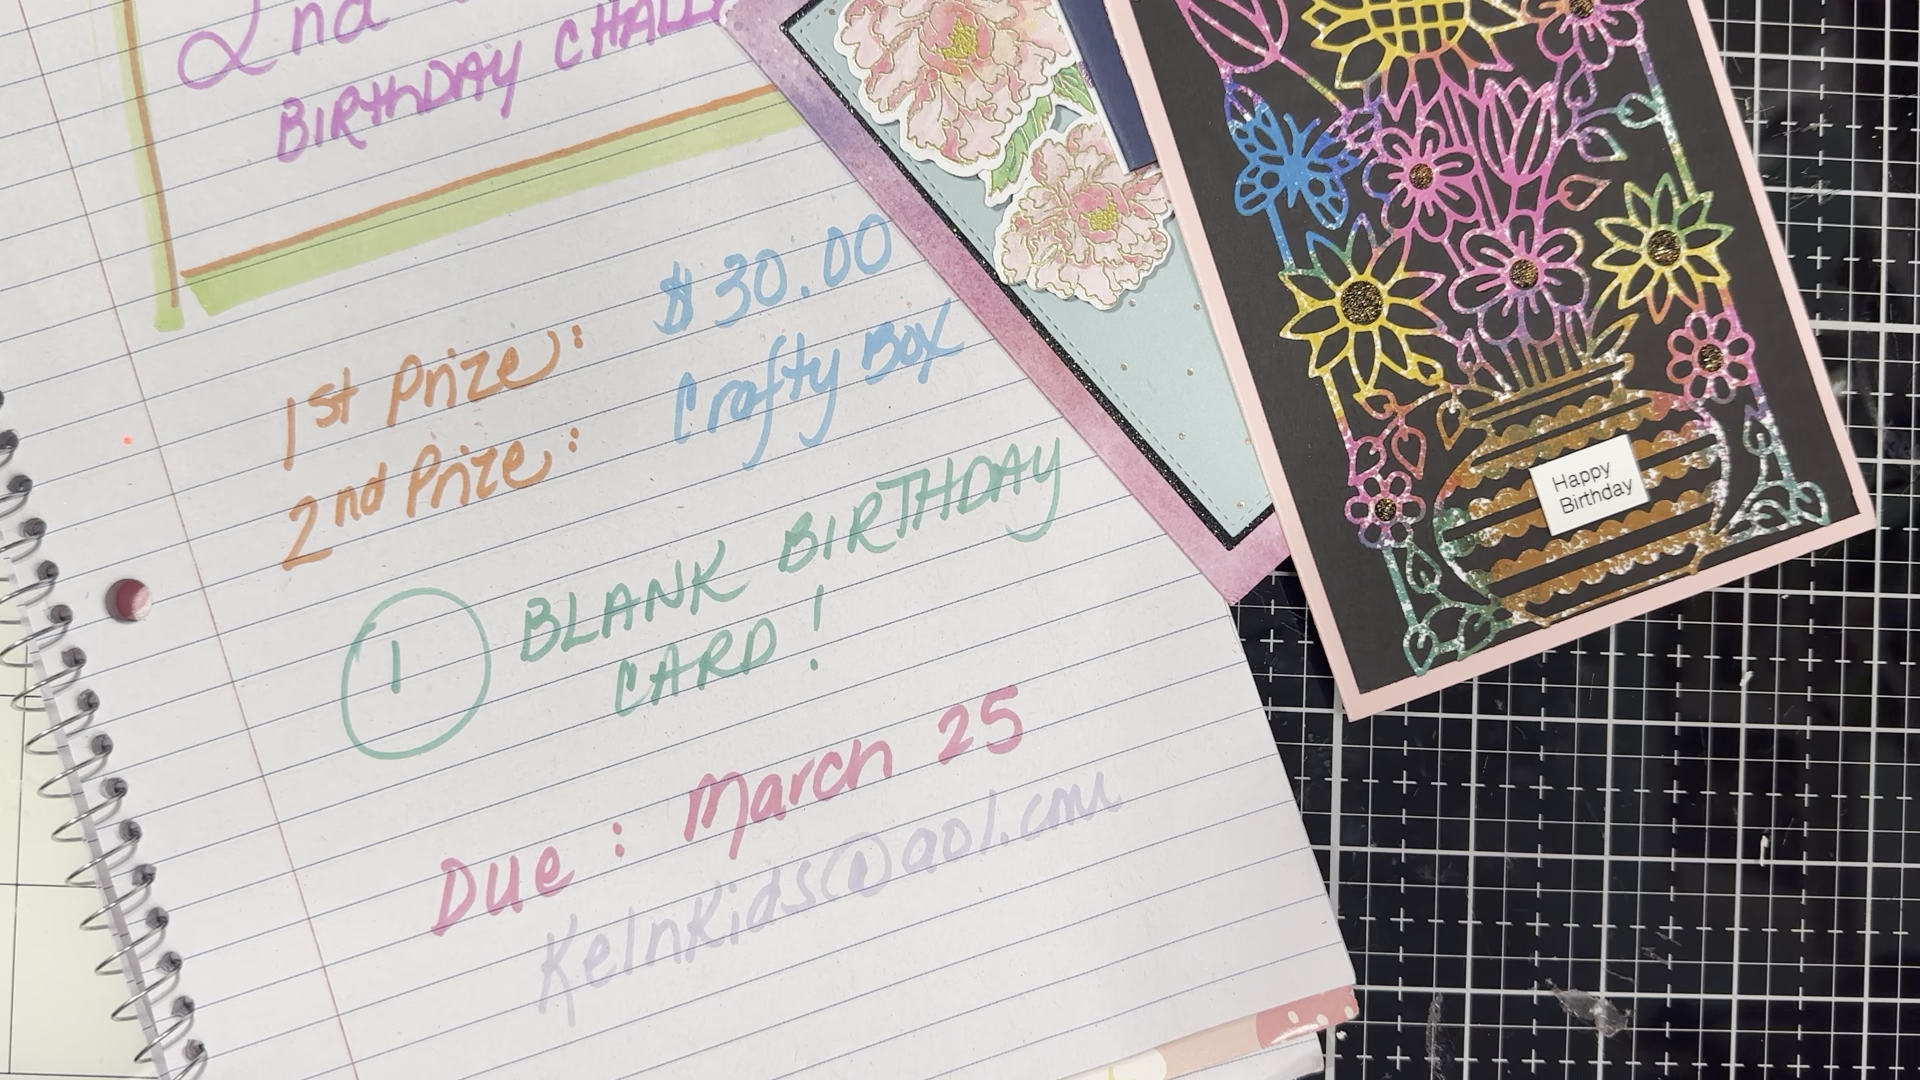 2nd
BIRTHDAY CHALL
1st Prize: $30.00
2nd Prize: Crafty Box
1 BLANK BIRTHDAY
CARD!
Due: March 25
Kelnkids@aol.com
Happy
Birthday